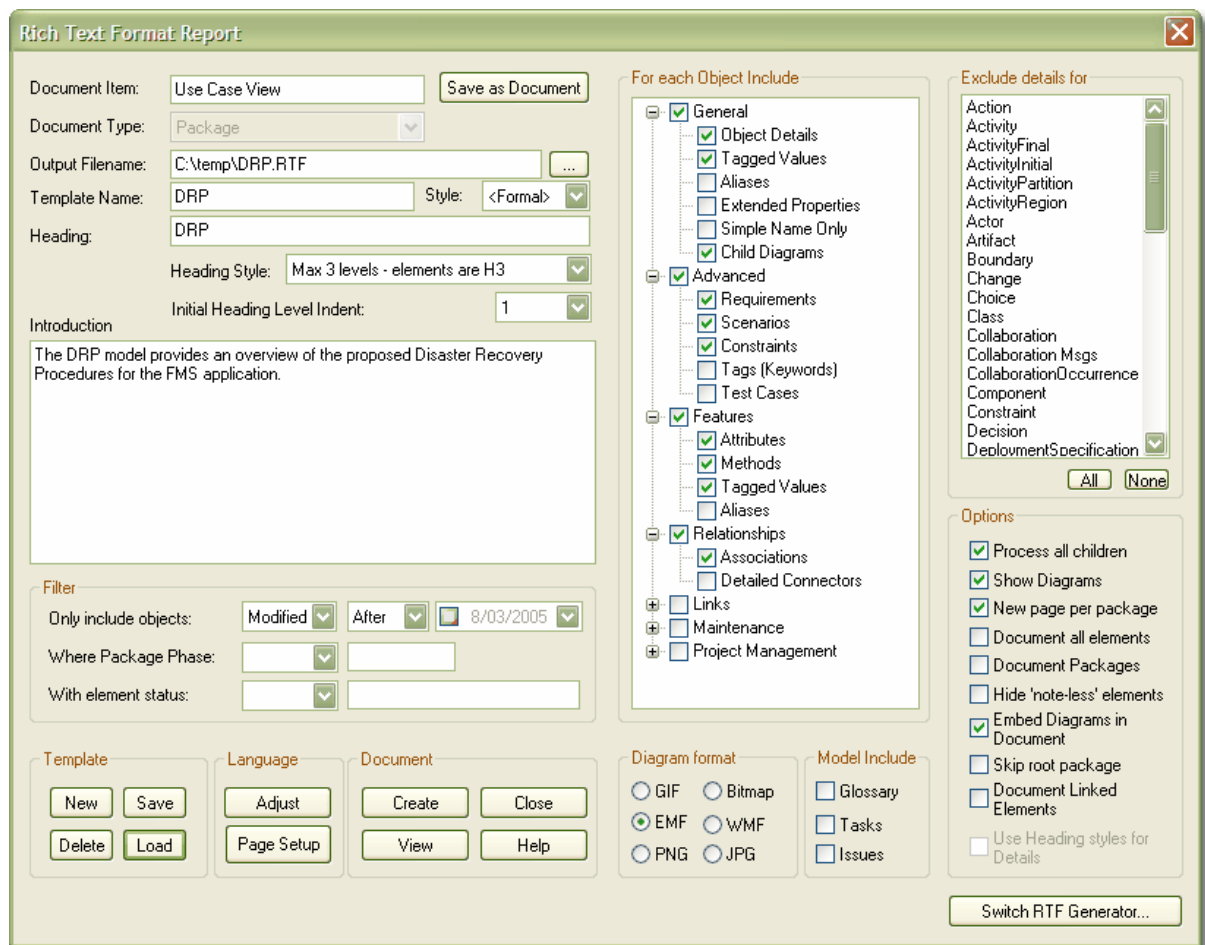 Rich Text Format Report
Document Item:
Use Case View
Save as Document
Document Type:
Package
Output Filename:
C:\temp\DRP.RTF
...
Template Name:
DRP
Style:
<Formal>
Heading:
DRP
Heading Style:
Max 3 levels - elements are H3
Initial Heading Level Indent:
1
Introduction
The DRP model provides an overview of the proposed Disaster Recovery
Procedures for the FMS application.
Filter
Only include objects:
Modified
After
8/03/2005
Where Package Phase:
With element status:
Template
New
Save
Delete
Load
Language
Adjust
Page Setup
Document
Create
Close
View
Help
For each Object Include
General
Object Details
Tagged Values
Aliases
Extended Properties
Simple Name Only
Child Diagrams
Advanced
Requirements
Scenarios
Constraints
Tags (Keywords)
Test Cases
Features
Attributes
Methods
Tagged Values
Aliases
Relationships
Associations
Detailed Connectors
Links
Maintenance
Project Management
Diagram format
GIF
Bitmap
EMF
WMF
PNG
JPG
Model Include
Glossary
Tasks
Issues
Exclude details for
Action
Activity
ActivityFinal
ActivityInitial
ActivityPartition
ActivityRegion
Actor
Artifact
Boundary
Change
Choice
Class
Collaboration
Collaboration Msgs
CollaborationOccurrence
Component
Constraint
Decision
DeploymentSpecification
All
None
Options
Process all children
Show Diagrams
New page per package
Document all elements
Document Packages
Hide 'note-less' elements
Embed Diagrams in
Document
Skip root package
Document Linked
Elements
Use Heading styles for
Details
Switch RTF Generator...